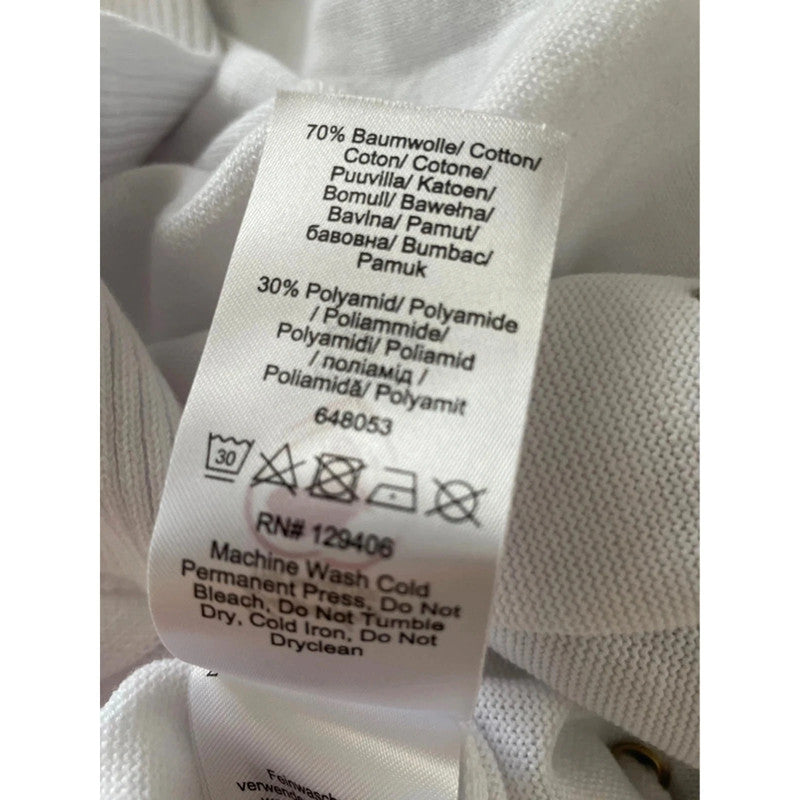 70% Baumwolle/ Cotton/
Coton/ Cotone/
Puuvilla/ Katoen/
Bomull/ Bawełna/
Bavlna/ Pamut/
бавовна/ Bumbac/
Pamuk
30% Polyamid/ Polyamide
/ Poliammide/
Polyamidi/ Poliamid
/ поліамід /
Poliamidă/ Polyamit
648053
30
RN# 129406
Machine Wash Cold
Permanent Press, Do Not
Bleach, Do Not Tumble
Dry, Cold Iron, Do Not
Dryclean